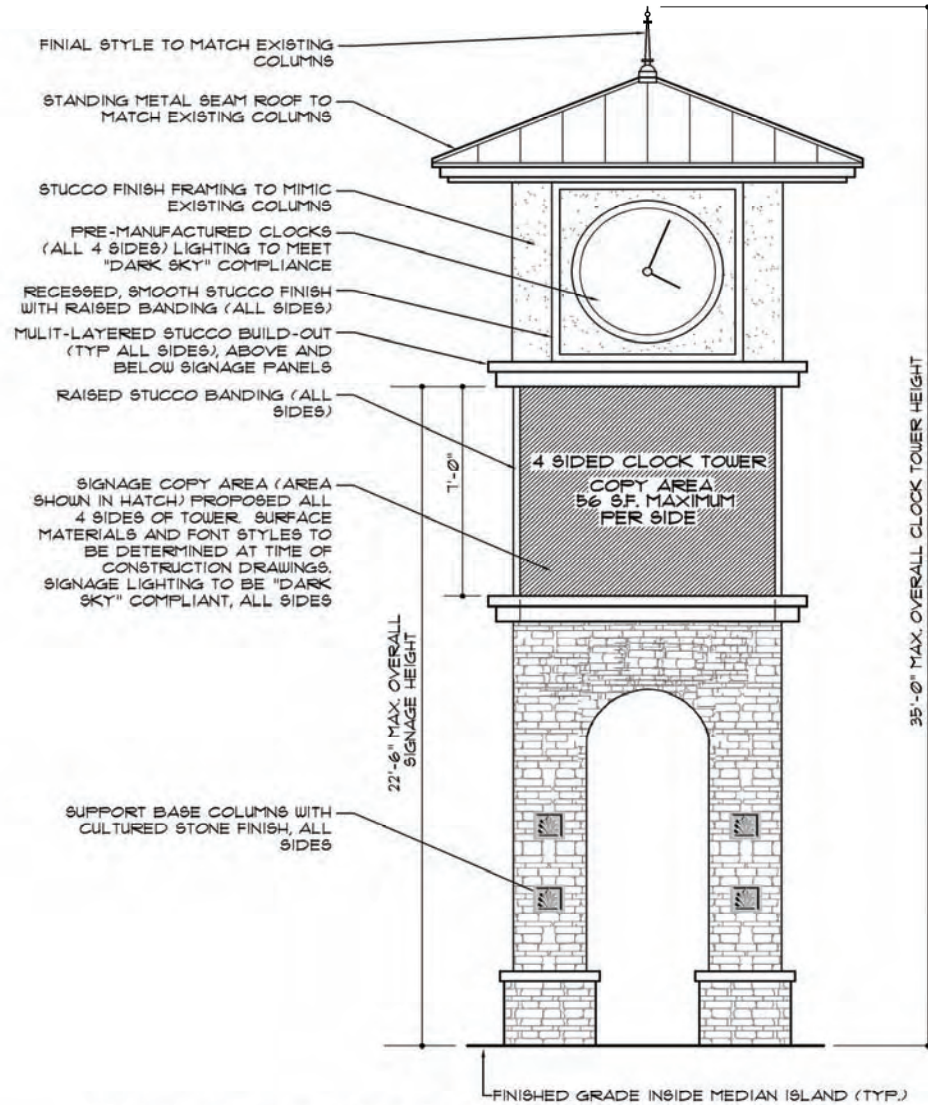 FINIAL STYLE TO MATCH EXISTING
COLUMNS
STANDING METAL SEAM ROOF TO
MATCH EXISTING COLUMNS
STUCCO FINISH FRAMING TO MIMIC
EXISTING COLUMNS
PRE-MANUFACTURED CLOCKS
(ALL 4 SIDES) LIGHTING TO MEET
"DARK SKY" COMPLIANCE
RECESSED, SMOOTH STUCCO FINISH
WITH RAISED BANDING (ALL SIDES)
MULIT-LAYERED STUCCO BUILD-OUT
(TYP ALL SIDES), ABOVE AND
BELOW SIGNAGE PANELS
RAISED STUCCO BANDING (ALL
SIDES)
SIGNAGE COPY AREA (AREA
SHOWN IN HATCH) PROPOSED ALL
4 SIDES OF TOWER. SURFACE
MATERIALS AND FONT STYLES TO
BE DETERMINED AT TIME OF
CONSTRUCTION DRAWINGS.
SIGNAGE LIGHTING TO BE "DARK
SKY" COMPLIANT, ALL SIDES
7'-0"
4 SIDED CLOCK TOWER
COPY AREA
56 S.F. MAXIMUM
PER SIDE
22'-6" MAX. OVERALL
SIGNAGE HEIGHT
35'-0" MAX. OVERALL CLOCK TOWER HEIGHT
SUPPORT BASE COLUMNS WITH
CULTURED STONE FINISH, ALL
SIDES
FINISHED GRADE INSIDE MEDIAN ISLAND (TYP.)